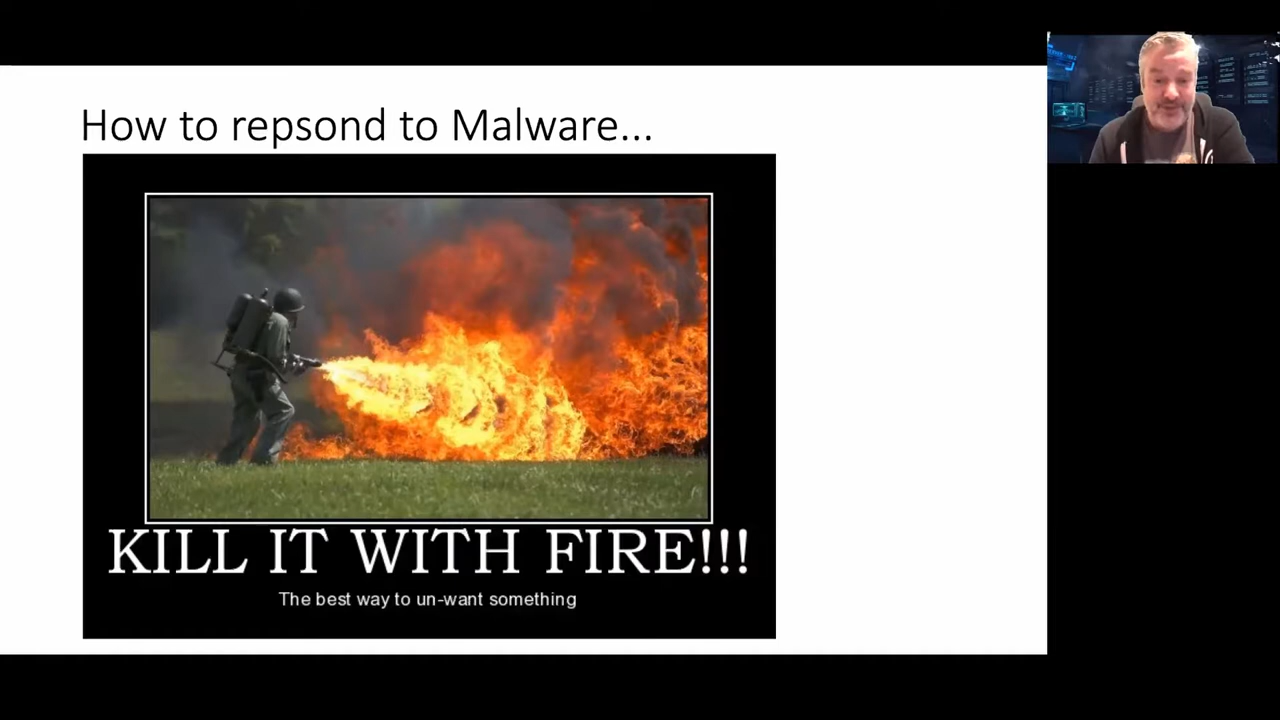 How to repsond to Malware...
KILL IT WITH FIRE!!!
The best way to un-want something